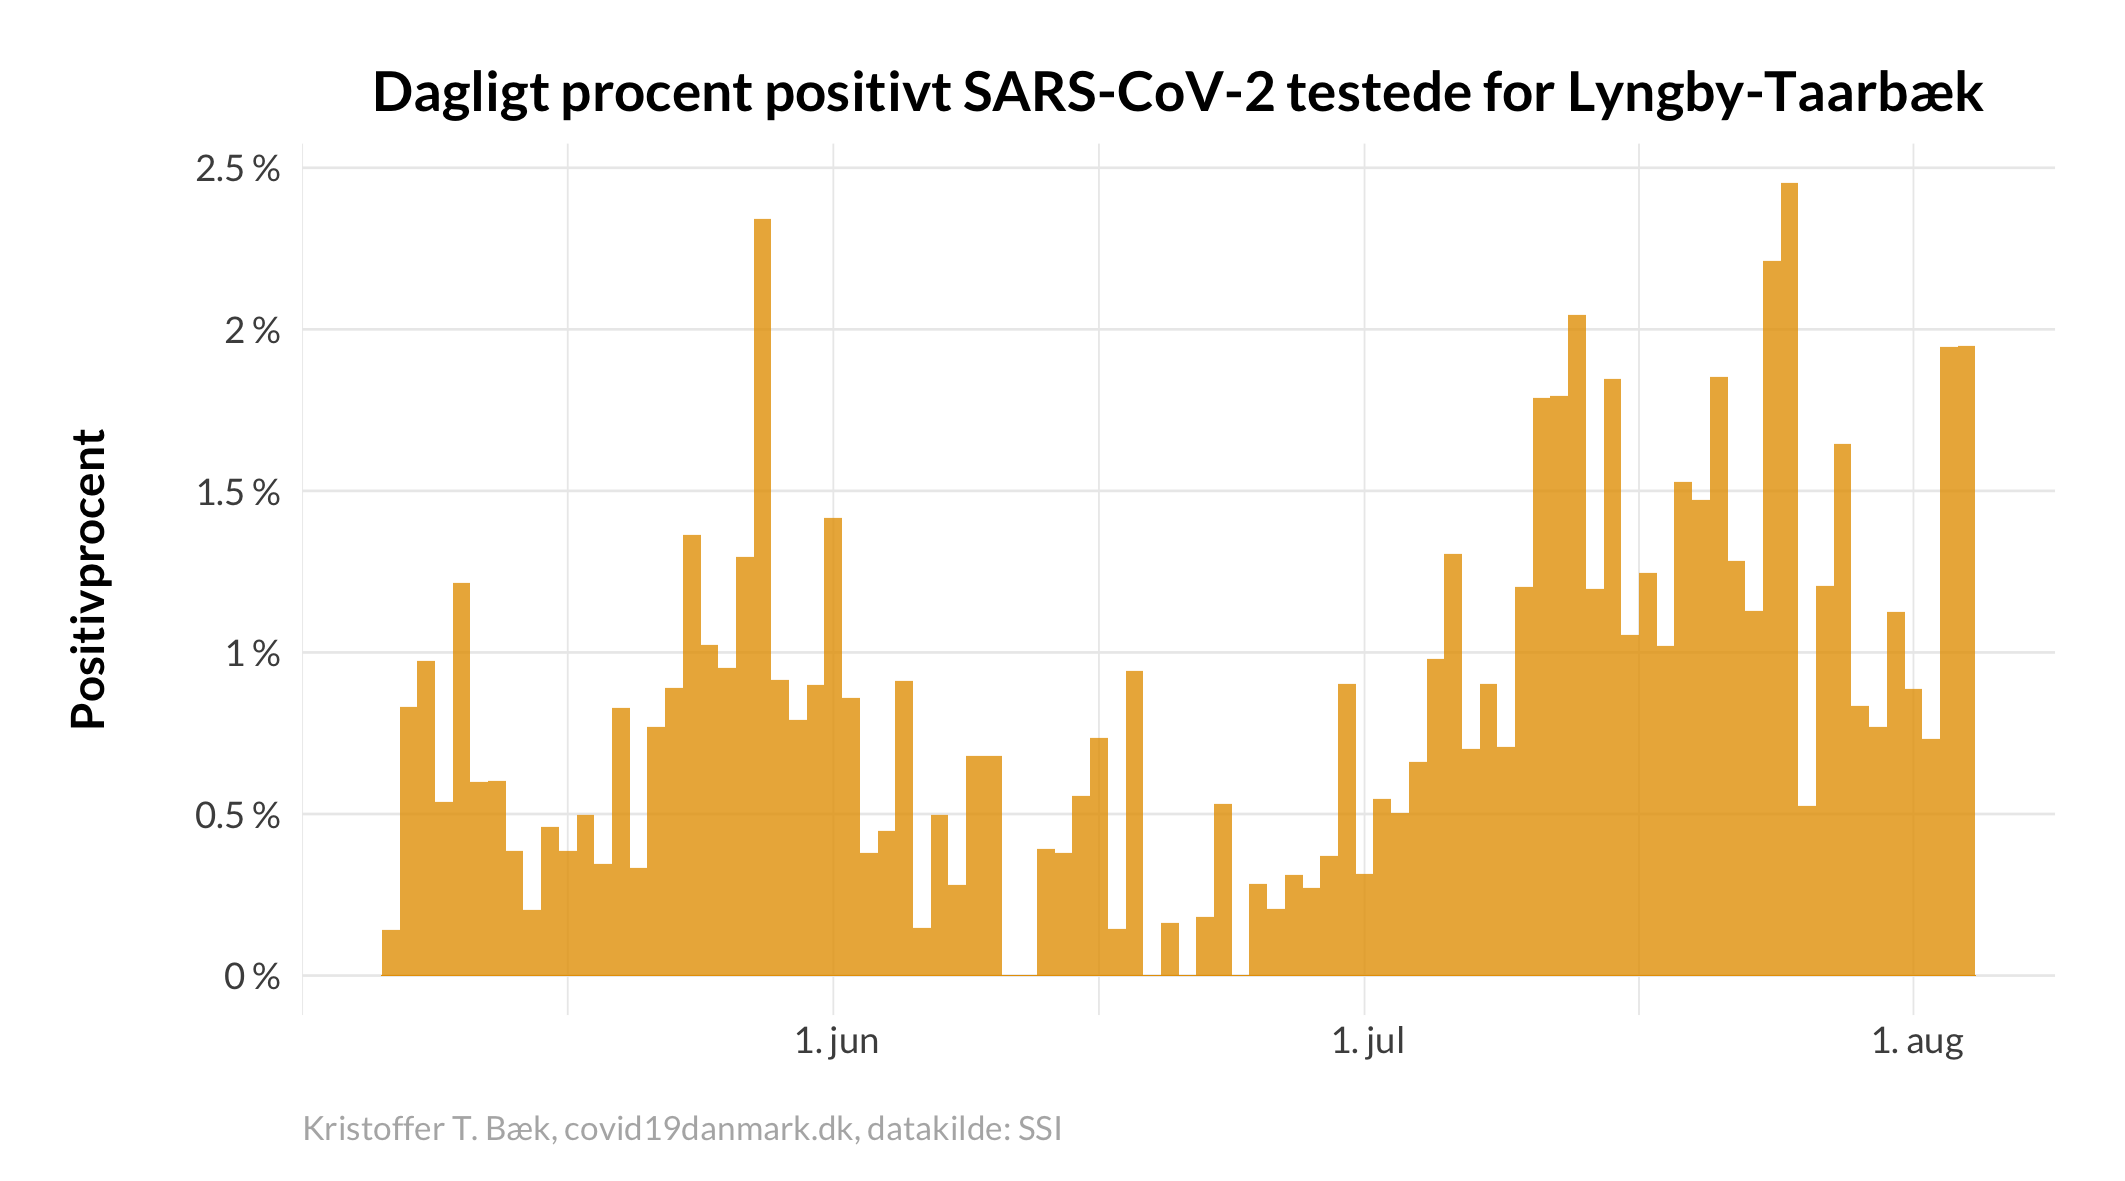 Dagligt procent positivt SARS-CoV-2 testede for Lyngby-Taarbæk
Positivprocent
2.5 %
2 %
1.5 %
1 %
0.5 %
0 %
1. jun
1. jul
1. aug
Kristoffer T. Bæk, covid19danmark.dk, datakilde: SSI